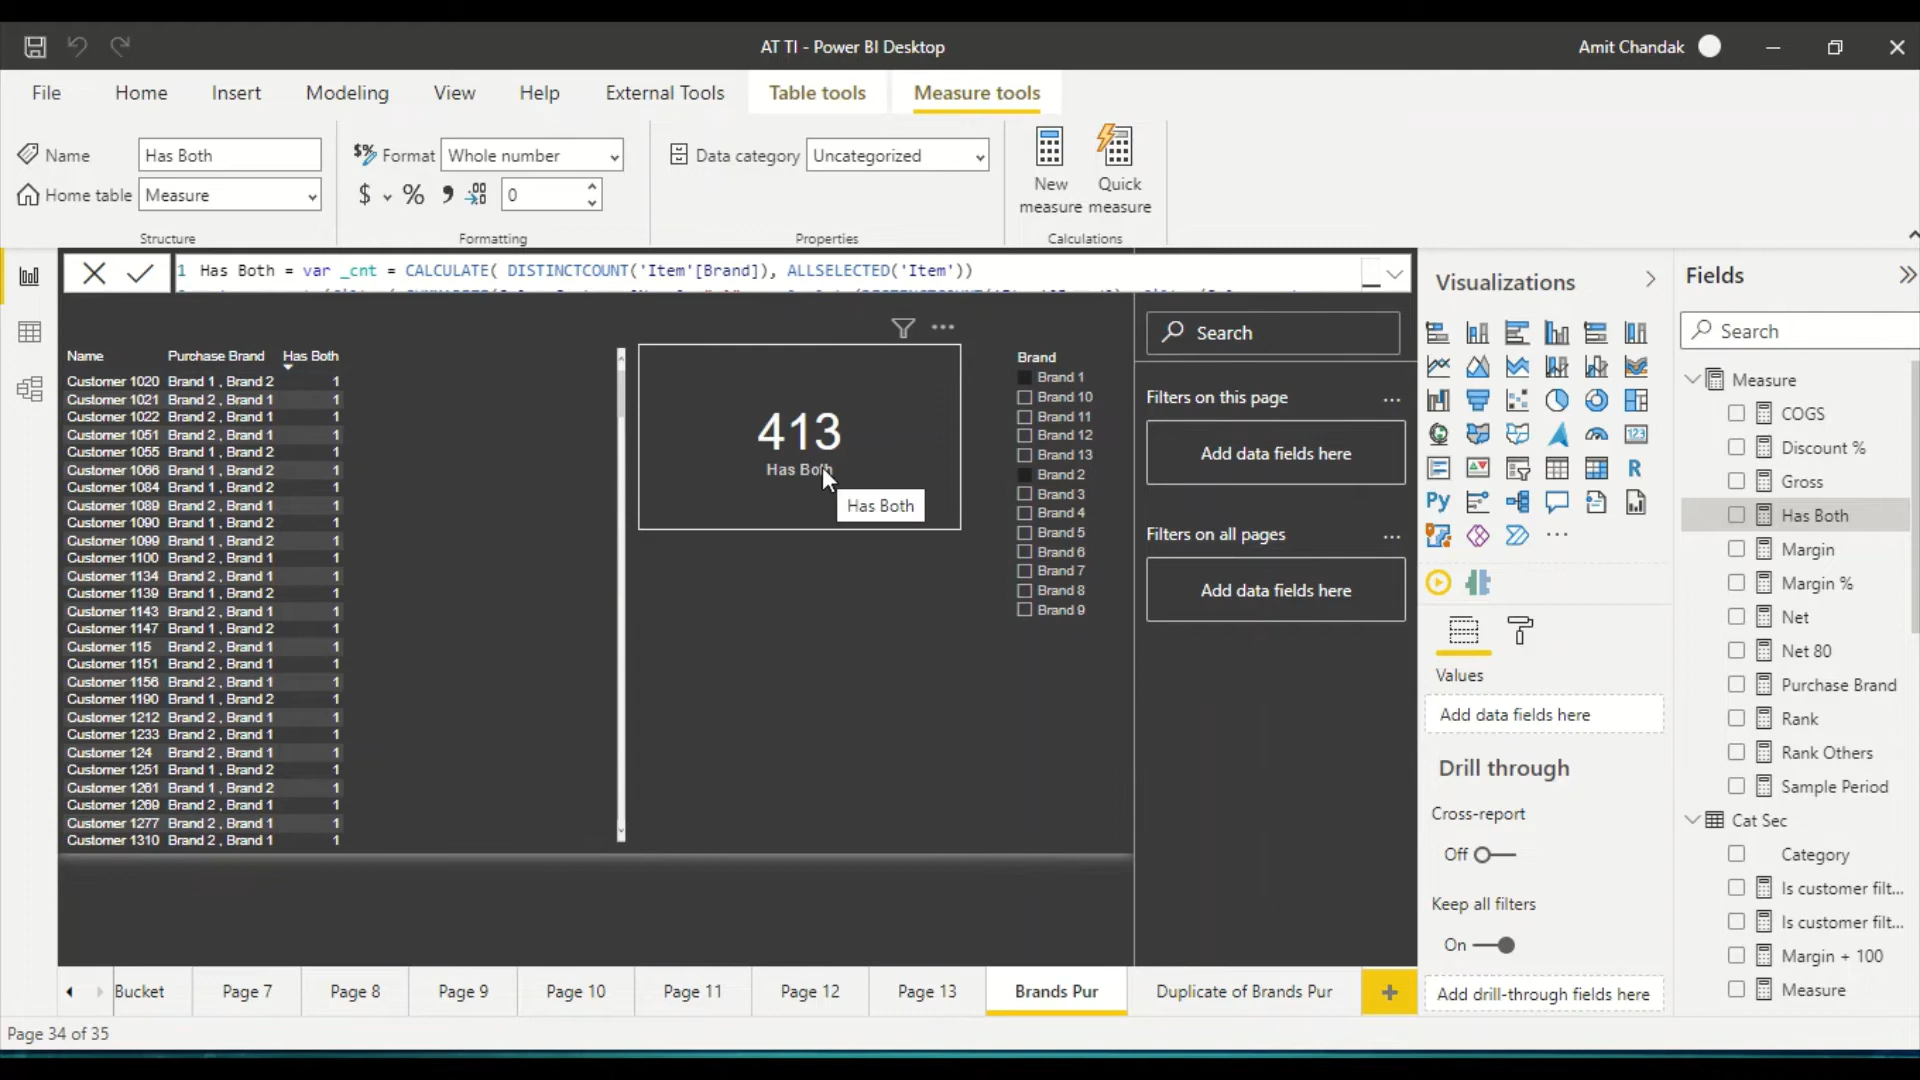 AT TI - Power BI Desktop
Amit Chandak
File Home Insert Modeling View Help External Tools Table tools Measure tools
Name Has Both
Home table Measure
Structure
Format Whole number
$ % 0
Formatting
Data category Uncategorized
Properties
New measure
Quick measure
Calculations
1 Has Both = var _cnt = CALCULATE( DISTINCTCOUNT('Item'[Brand]), ALLSELECTED('Item'))
Name Purchase Brand Has Both
Customer 1020 Brand 1 , Brand 2 1
Customer 1021 Brand 2 , Brand 1 1
Customer 1022 Brand 2 , Brand 1 1
Customer 1051 Brand 2 , Brand 1 1
Customer 1055 Brand 1 , Brand 2 1
Customer 1066 Brand 1 , Brand 2 1
Customer 1084 Brand 1 , Brand 2 1
Customer 1089 Brand 2 , Brand 1 1
Customer 1090 Brand 1 , Brand 2 1
Customer 1099 Brand 1 , Brand 2 1
Customer 1100 Brand 2 , Brand 1 1
Customer 1134 Brand 2 , Brand 1 1
Customer 1139 Brand 1 , Brand 2 1
Customer 1143 Brand 2 , Brand 1 1
Customer 1147 Brand 1 , Brand 2 1
Customer 115 Brand 2 , Brand 1 1
Customer 1151 Brand 2 , Brand 1 1
Customer 1156 Brand 2 , Brand 1 1
Customer 1190 Brand 1 , Brand 2 1
Customer 1212 Brand 2 , Brand 1 1
Customer 1233 Brand 2 , Brand 1 1
Customer 124 Brand 2 , Brand 1 1
Customer 1251 Brand 1 , Brand 2 1
Customer 1261 Brand 1 , Brand 2 1
Customer 1269 Brand 2 , Brand 1 1
Customer 1277 Brand 2 , Brand 1 1
Customer 1310 Brand 2 , Brand 1 1
413
Has Both
Has Both
Brand
Brand 1
Brand 10
Brand 11
Brand 12
Brand 13
Brand 2
Brand 3
Brand 4
Brand 5
Brand 6
Brand 7
Brand 8
Brand 9
Search
Filters on this page ...
Add data fields here
Filters on all pages ...
Add data fields here
Visualizations
R
Py
123
Values
Add data fields here
Drill through
Cross-report
Off
Keep all filters
On
Add drill-through fields here
Fields
Search
Measure
COGS
Discount %
Gross
Has Both
Margin
Margin %
Net
Net 80
Purchase Brand
Rank
Rank Others
Sample Period
Cat Sec
Category
Is customer filt...
Is customer filt...
Margin + 100
Measure
Bucket Page 7 Page 8 Page 9 Page 10 Page 11 Page 12 Page 13 Brands Pur Duplicate of Brands Pur +
Page 34 of 35